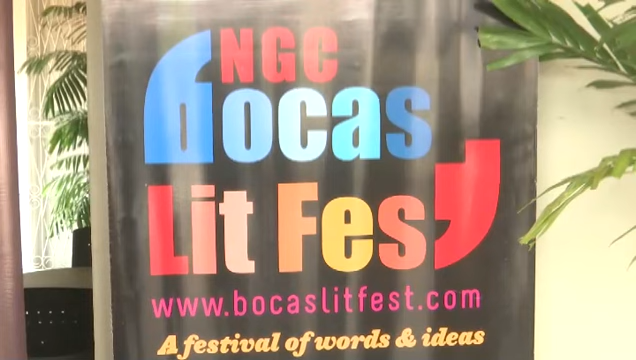 NGC
bocas
Lit Fest
www.bocaslitfest.com
A festival of words & ideas